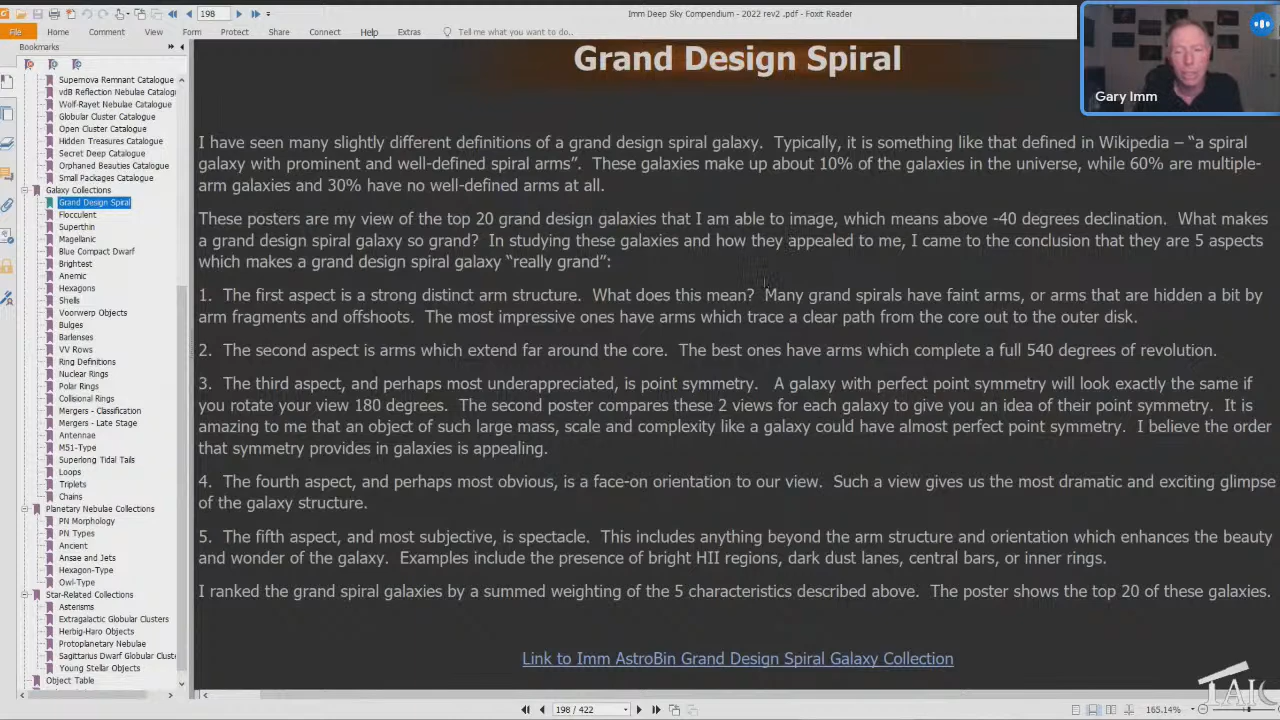 198
Imm Deep Sky Compendium - 2022 rev2 .pdf - Foxit Reader
File Home Comment View Form Protect Share Connect Help Extras Tell me what you want to do..
Bookmarks
Supernova Remnant Catalogue
vdB Reflection Nebulae Catalog
Wolf-Rayet Nebulae Catalogue
Globular Cluster Catalogue
Open Cluster Catalogue
Hidden Treasures Catalogue
Secret Deep Catalogue
Orphaned Beauties Catalogue
Small Packages Catalogue
Galaxy Collections
Grand Design Spiral
Flocculent
Superthin
Magellanic
Blue Compact Dwarf
Brightest
Anemic
Hexagons
Shells
Voorwerp Objects
Bulges
Barlenses
VV Rows
Ring Definitions
Nuclear Rings
Polar Rings
Collisional Rings
Mergers - Classification
Mergers - Late Stage
Antennae
M51-Type
Superlong Tidal Tails
Loops
Triplets
Chains
Planetary Nebulae Collections
PN Morphology
PN Types
Ancient
Ansae and Jets
Hexagon-Type
Owl-Type
Star-Related Collections
Asterisms
Extragalactic Globular Clusters
Herbig-Haro Objects
Protoplanetary Nebulae
Sagittarius Dwarf Globular Cluste
Young Stellar Objects
Object Table
Grand Design Spiral
Gary Imm
I have seen many slightly different definitions of a grand design spiral galaxy. Typically, it is something like that defined in Wikipedia – “a spiral
galaxy with prominent and well-defined spiral arms”. These galaxies make up about 10% of the galaxies in the universe, while 60% are multiple-
arm galaxies and 30% have no well-defined arms at all.
These posters are my view of the top 20 grand design galaxies that I am able to image, which means above -40 degrees declination. What makes
a grand design spiral galaxy so grand? In studying these galaxies and how they appealed to me, I came to the conclusion that they are 5 aspects
which makes a grand design spiral galaxy “really grand”:
1. The first aspect is a strong distinct arm structure. What does this mean? Many grand spirals have faint arms, or arms that are hidden a bit by
arm fragments and offshoots. The most impressive ones have arms which trace a clear path from the core out to the outer disk.
2. The second aspect is arms which extend far around the core. The best ones have arms which complete a full 540 degrees of revolution.
3. The third aspect, and perhaps most underappreciated, is point symmetry. A galaxy with perfect point symmetry will look exactly the same if
you rotate your view 180 degrees. The second poster compares these 2 views for each galaxy to give you an idea of their point symmetry. It is
amazing to me that an object of such large mass, scale and complexity like a galaxy could have almost perfect point symmetry. I believe the order
that symmetry provides in galaxies is appealing.
4. The fourth aspect, and perhaps most obvious, is a face-on orientation to our view. Such a view gives us the most dramatic and exciting glimpse
of the galaxy structure.
5. The fifth aspect, and most subjective, is spectacle. This includes anything beyond the arm structure and orientation which enhances the beauty
and wonder of the galaxy. Examples include the presence of bright HII regions, dark dust lanes, central bars, or inner rings.
I ranked the grand spiral galaxies by a summed weighting of the 5 characteristics described above. The poster shows the top 20 of these galaxies.
Link to Imm AstroBin Grand Design Spiral Galaxy Collection
198 / 422
165.14%